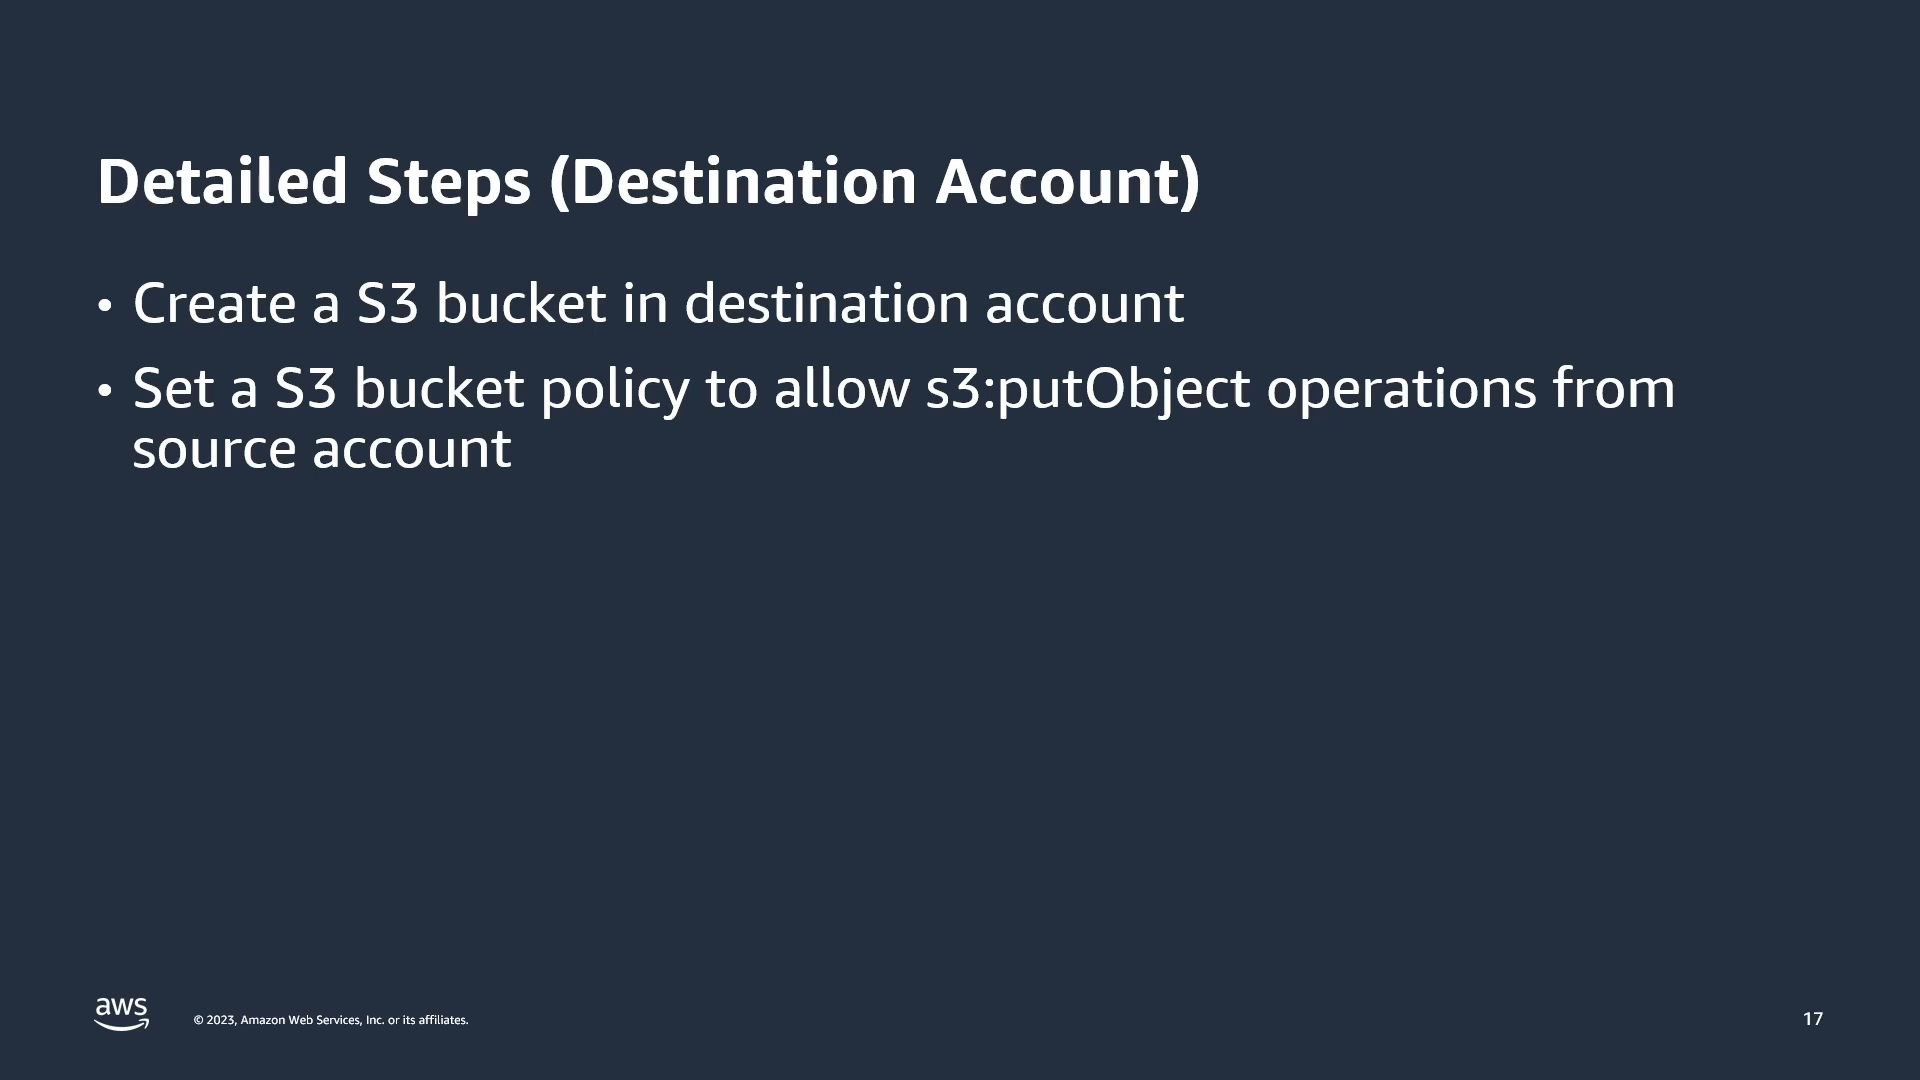 Detailed Steps (Destination Account)
• Create a S3 bucket in destination account
• Set a S3 bucket policy to allow s3:putObject operations from
source account
aws
© 2023, Amazon Web Services, Inc. or its affiliates.
17